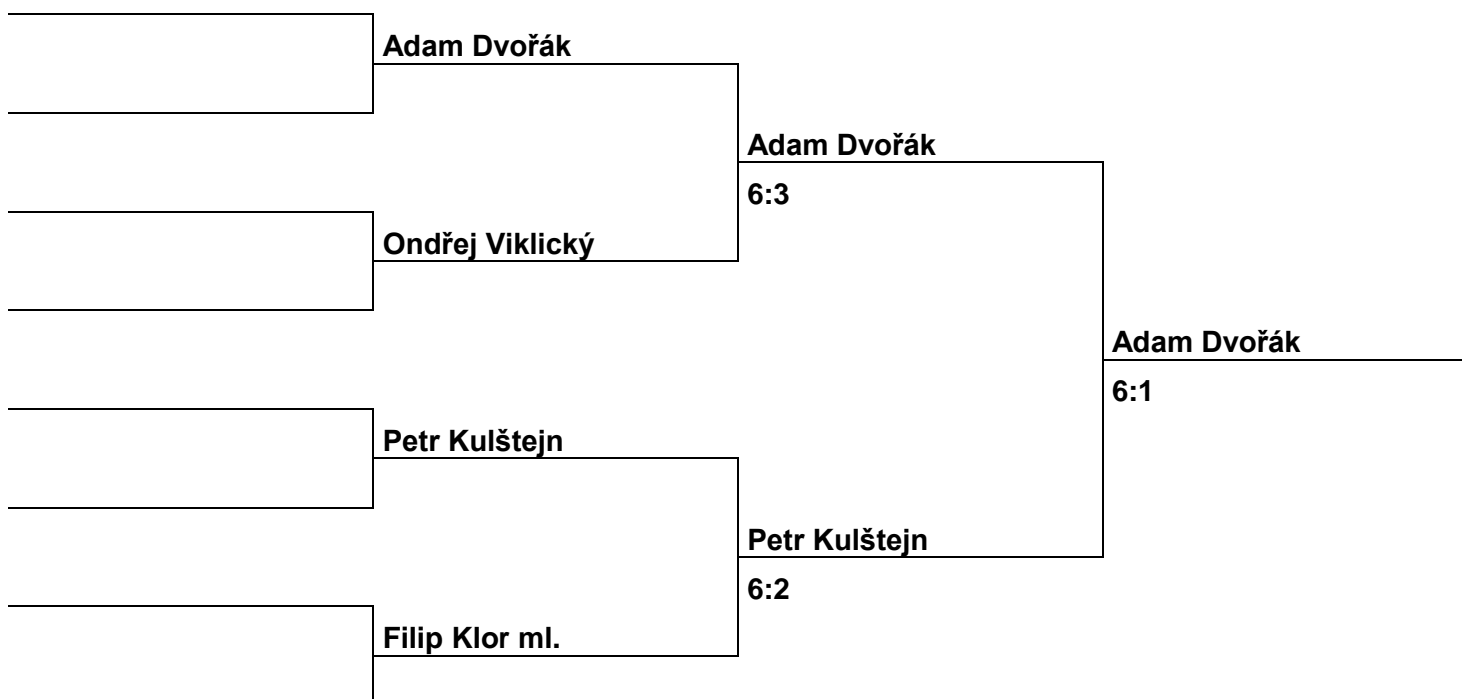 Adam Dvořák
Adam Dvořák
6:3
Ondřej Viklický
Adam Dvořák
6:1
Petr Kulštejn
Petr Kulštejn
6:2
Filip Klor ml.